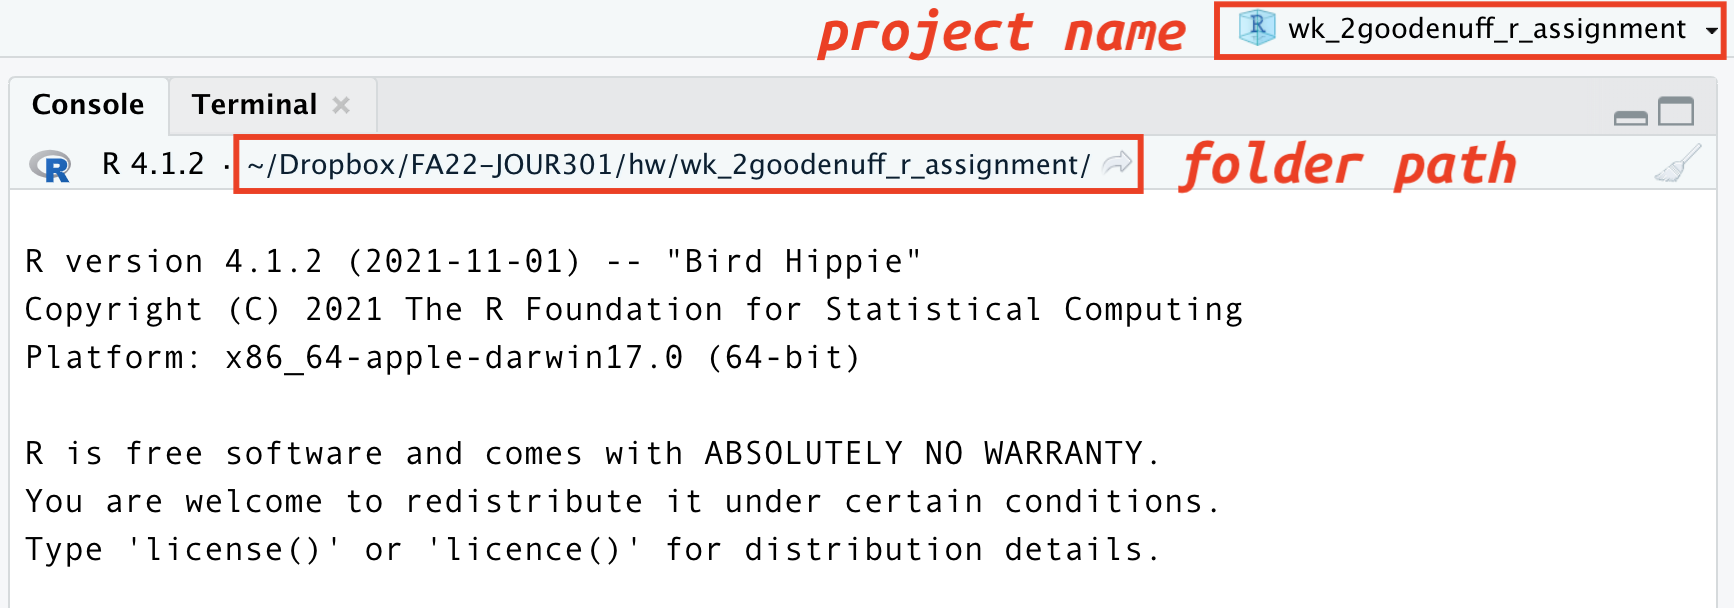 project name wk_2goodenuff_r_assignment
Console Terminal
R 4.1.2 · ~/Dropbox/FA22-JOUR301/hw/wk_2goodenuff_r_assignment/ folder path
R version 4.1.2 (2021-11-01) -- "Bird Hippie"
Copyright (C) 2021 The R Foundation for Statistical Computing
Platform: x86_64-apple-darwin17.0 (64-bit)
R is free software and comes with ABSOLUTELY NO WARRANTY.
You are welcome to redistribute it under certain conditions.
Type 'license()' or 'licence()' for distribution details.